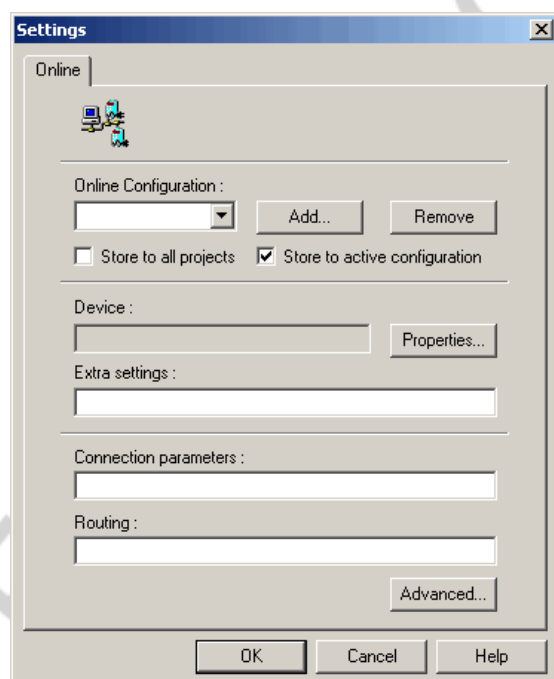 Settings
Online
Online Configuration :
Add... Remove
Store to all projects Store to active configuration
Device :
Properties...
Extra settings :
Connection parameters :
Routing :
Advanced...
OK Cancel Help